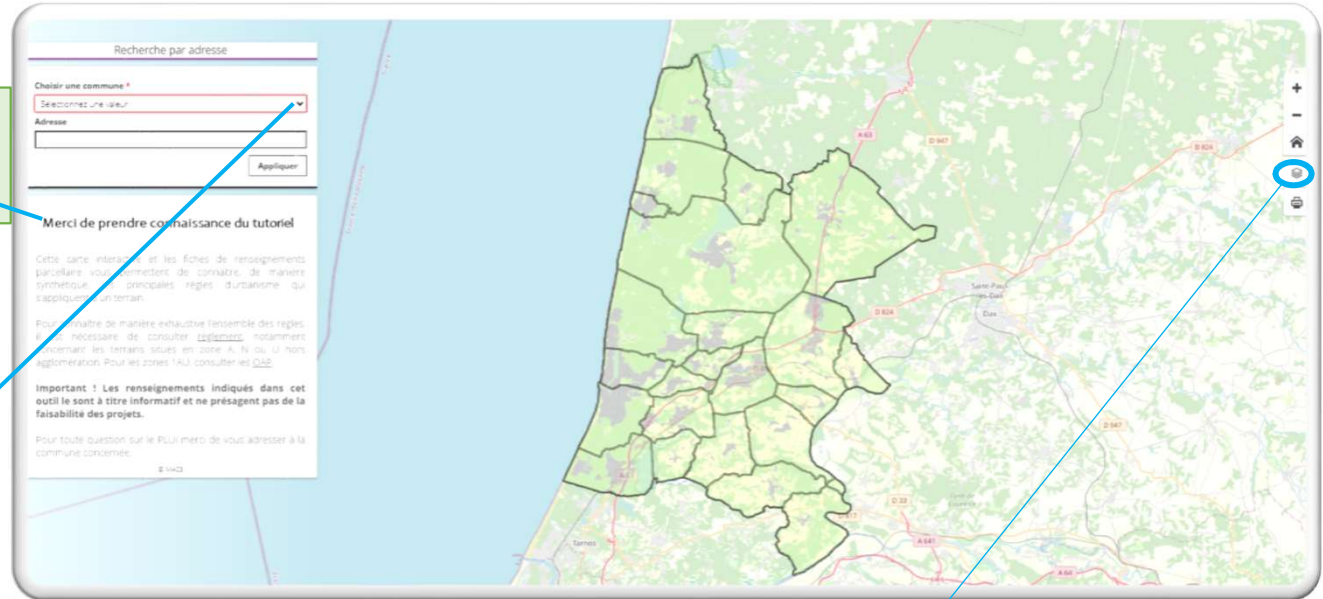 Recherche par adresse
Choisir une commune *
Sélectionnez une valeur
Adresse
Appliquer
Merci de prendre connaissance du tutoriel
Cette carte interactive et les fiches de renseignements
parcellaire vous permettent de connaître, de manière
synthétique, principales règles d'urbanisme qui
s'appliquent un terrain.
Pour connaître de manière exhaustive l'ensemble des règles,
nécessaire de consulter règlement, notamment
concernant les terrains situés en zone A, N ou U hors
agglomération. Pour les zones 1AU, consulter les OAP.
Important ! Les renseignements indiqués dans cet
outil le sont à titre informatif et ne présagent pas de la
faisabilité des projets.
Pour toute question sur le PLUi merci de vous adresser à la
commune concernée.
© MACS
A 63
D 947
D 824
Saint-Paul-
lès-Dax
Dax
D 824
D 947
D 33
Tarnos
A 641
A 64